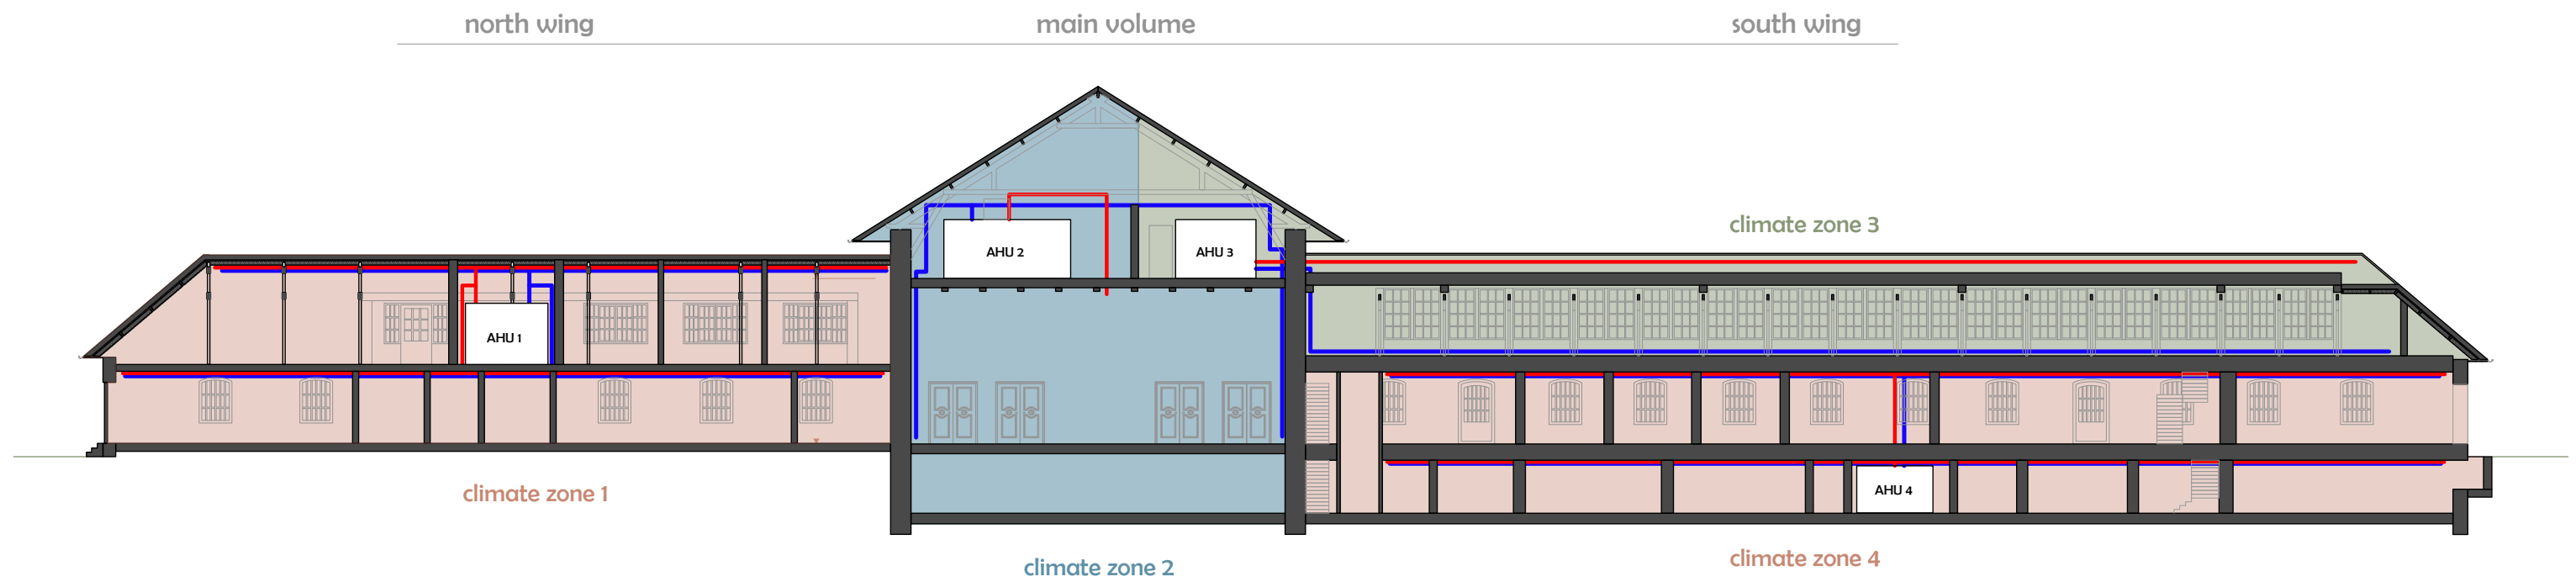 north wing
main volume
south wing
climate zone 3
AHU 2
AHU 3
AHU 1
AHU 4
climate zone 1
climate zone 4
climate zone 2